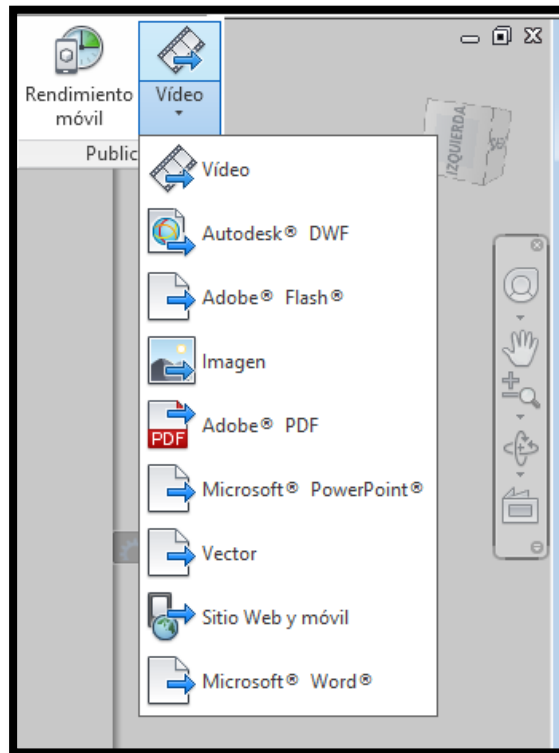 Rendimiento
móvil
Vídeo
Public
Vídeo
Autodesk® DWF
Adobe® Flash®
Imagen
PDF
Adobe® PDF
Microsoft® PowerPoint®
Vector
Sitio Web y móvil
Microsoft® Word®
IZQUIERDA